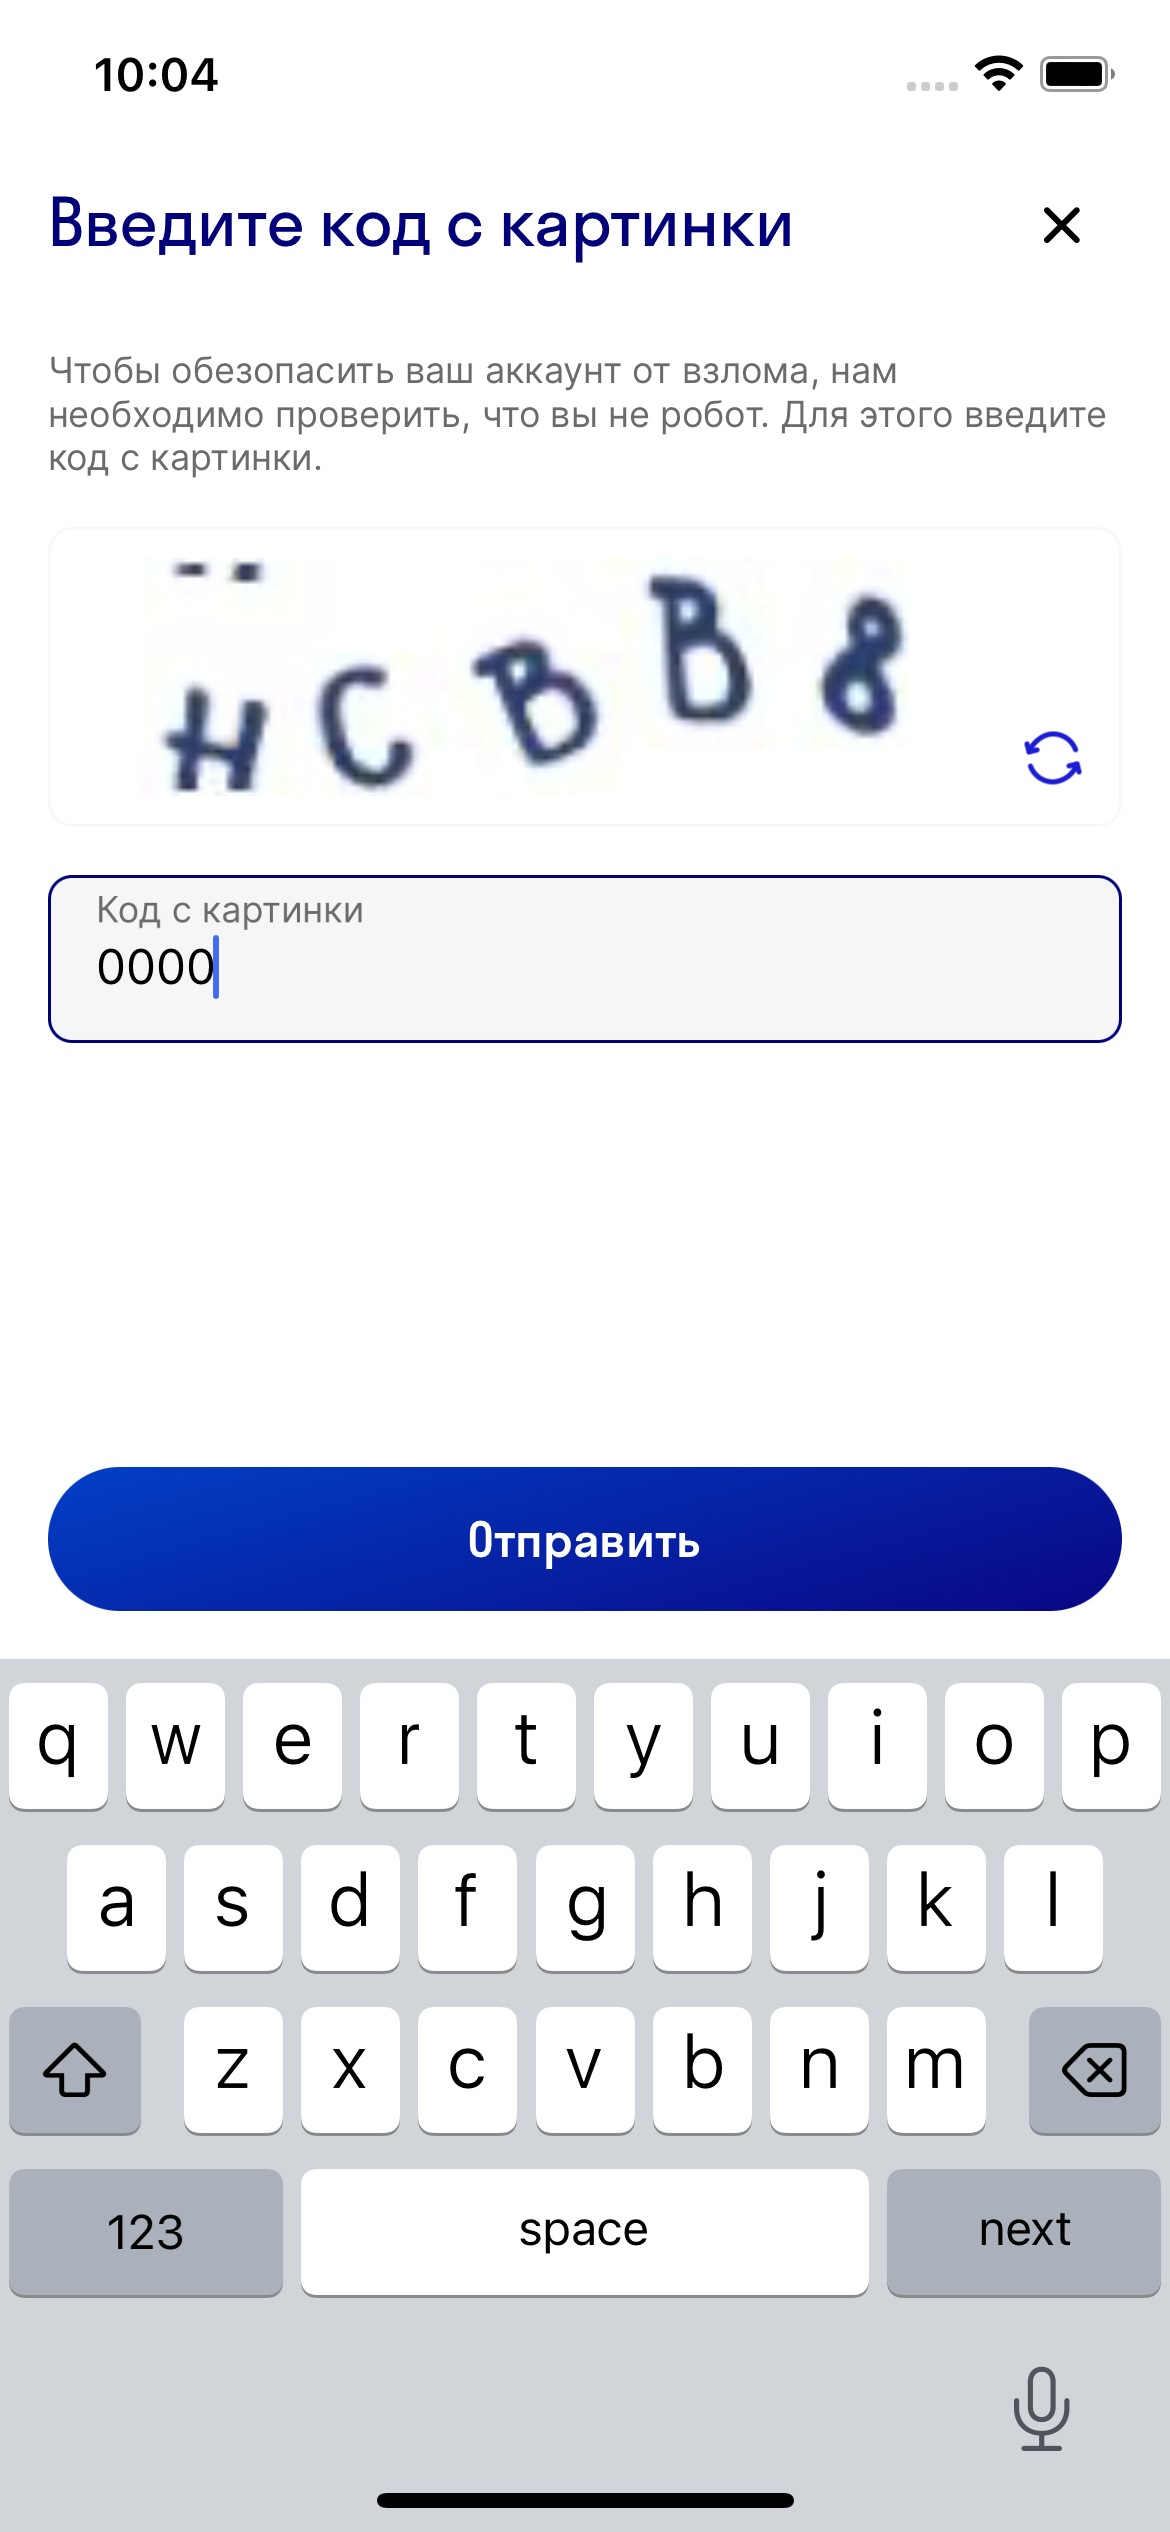 10:04
Введите код с картинки
Чтобы обезопасить ваш аккаунт от взлома, нам
необходимо проверить, что вы не робот. Для этого введите
код с картинки.
HCBB8
Код с картинки
0000
Отправить
q w e r t y u i o p
a s d f g h j k l
z x c v b n m
123 space next